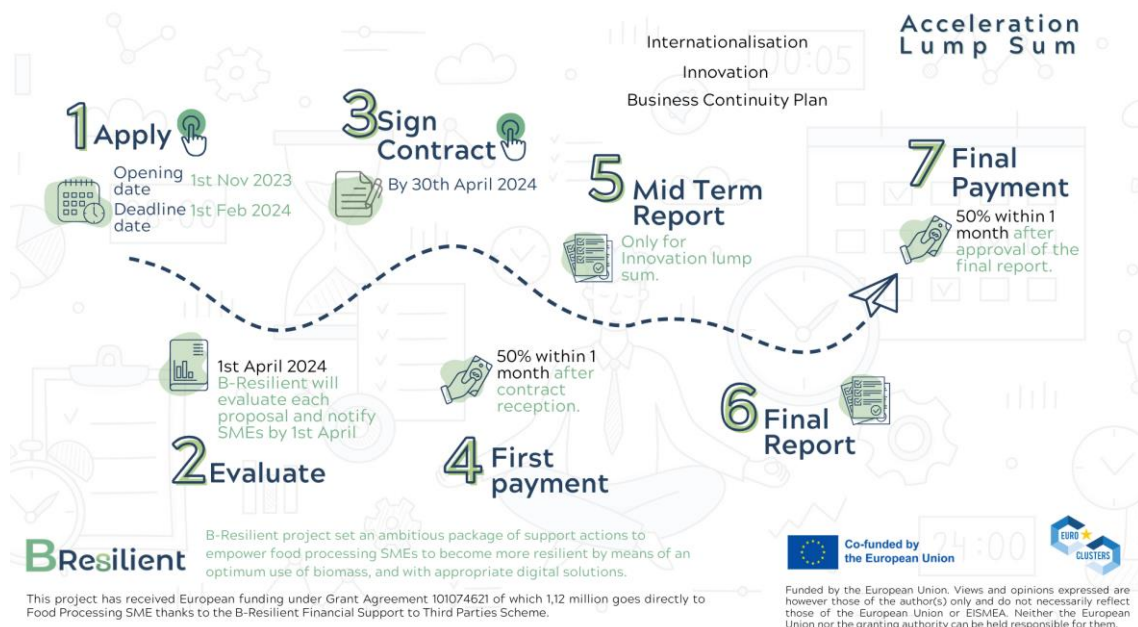 Acceleration
Lump Sum
Internationalisation
Innovation
Business Continuity Plan
00:05
1 Apply
Opening
date
1st Nov 2023
Deadline
date
1st Feb 2024
3 Sign
Contract
By 30th April 2024
5 Mid Term
Report
Only for
Innovation lump
sum.
7 Final
Payment
50% within 1
month after
approval of the
final report.
1st April 2024
B-Resilient will
evaluate each
proposal and notify
SMEs by 1st April
2 Evaluate
50% within 1
month after
contract
reception.
4 First
payment
6 Final
Report
BResilient
B-Resilient project set an ambitious package of support actions to
empower food processing SMEs to become more resilient by means of an
optimum use of biomass, and with appropriate digital solutions.
This project has received European funding under Grant Agreement 101074621 of which 1,12 million goes directly to
Food Processing SME thanks to the B-Resilient Financial Support to Third Parties Scheme.
Co-funded by
the European Union
24:00
EURO
CLUSTERS
Funded by the European Union. Views and opinions expressed are
however those of the author(s) only and do not necessarily reflect
those of the European Union or EISMEA. Neither the European
Union nor the granting authority can be held responsible for them.